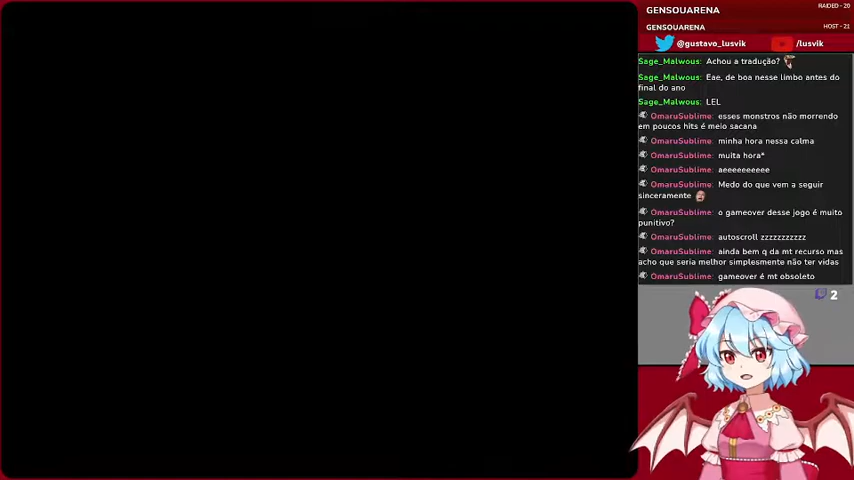 GENSOUARENA
RAIDED - 20
GENSOUARENA
HOST - 21
@gustavo_lusvik
/lusvik
Sage_Malwous: Achou a tradução?
Sage_Malwous: Eae, de boa nesse limbo antes do
final do ano
Sage_Malwous: LEL
OmaruSublime: esses monstros não morrendo
em poucos hits é meio sacana
OmaruSublime: minha hora nessa calma
OmaruSublime: muita hora*
OmaruSublime: aeeeeeeeeee
OmaruSublime: Medo do que vem a seguir
sinceramente
OmaruSublime: o gameover desse jogo é muito
punitivo?
OmaruSublime: autoscroll zzzzzzzzzzz
OmaruSublime: ainda bem q da mt recurso mas
acho que seria melhor simplesmente não ter vidas
OmaruSublime: gameover é mt obsoleto
2